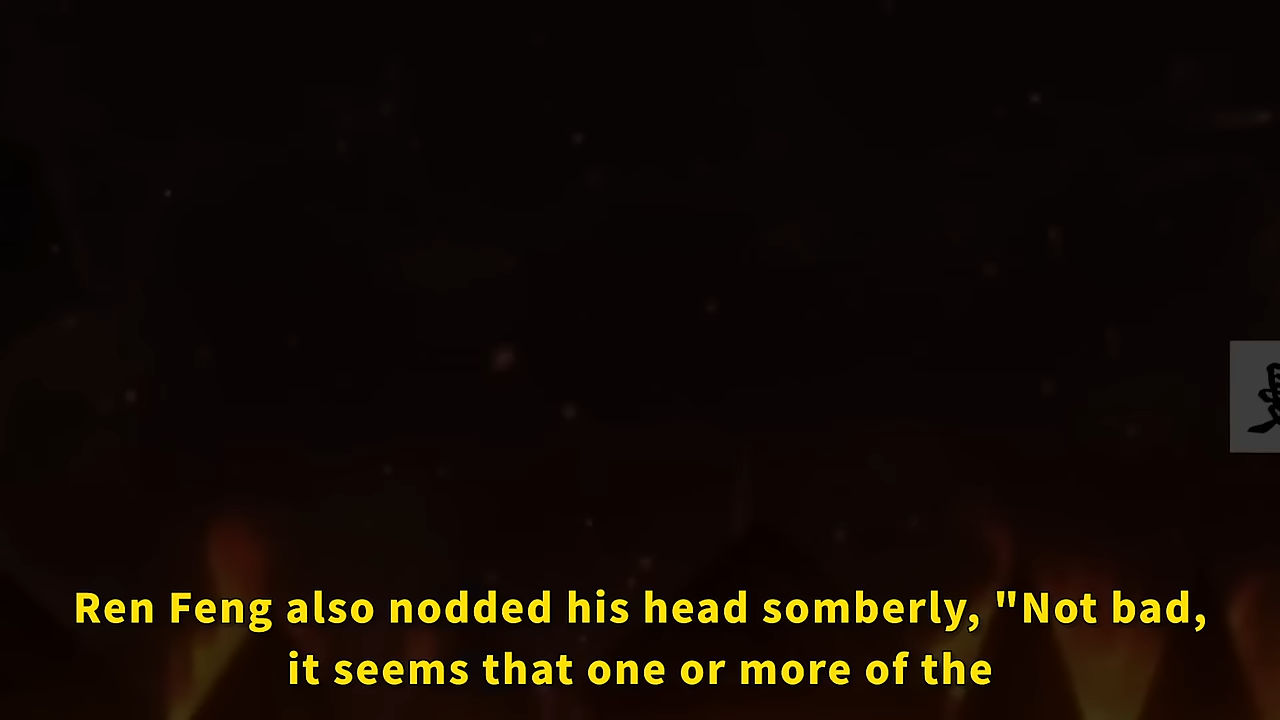 Ren Feng also nodded his head somberly, "Not bad,
it seems that one or more of the